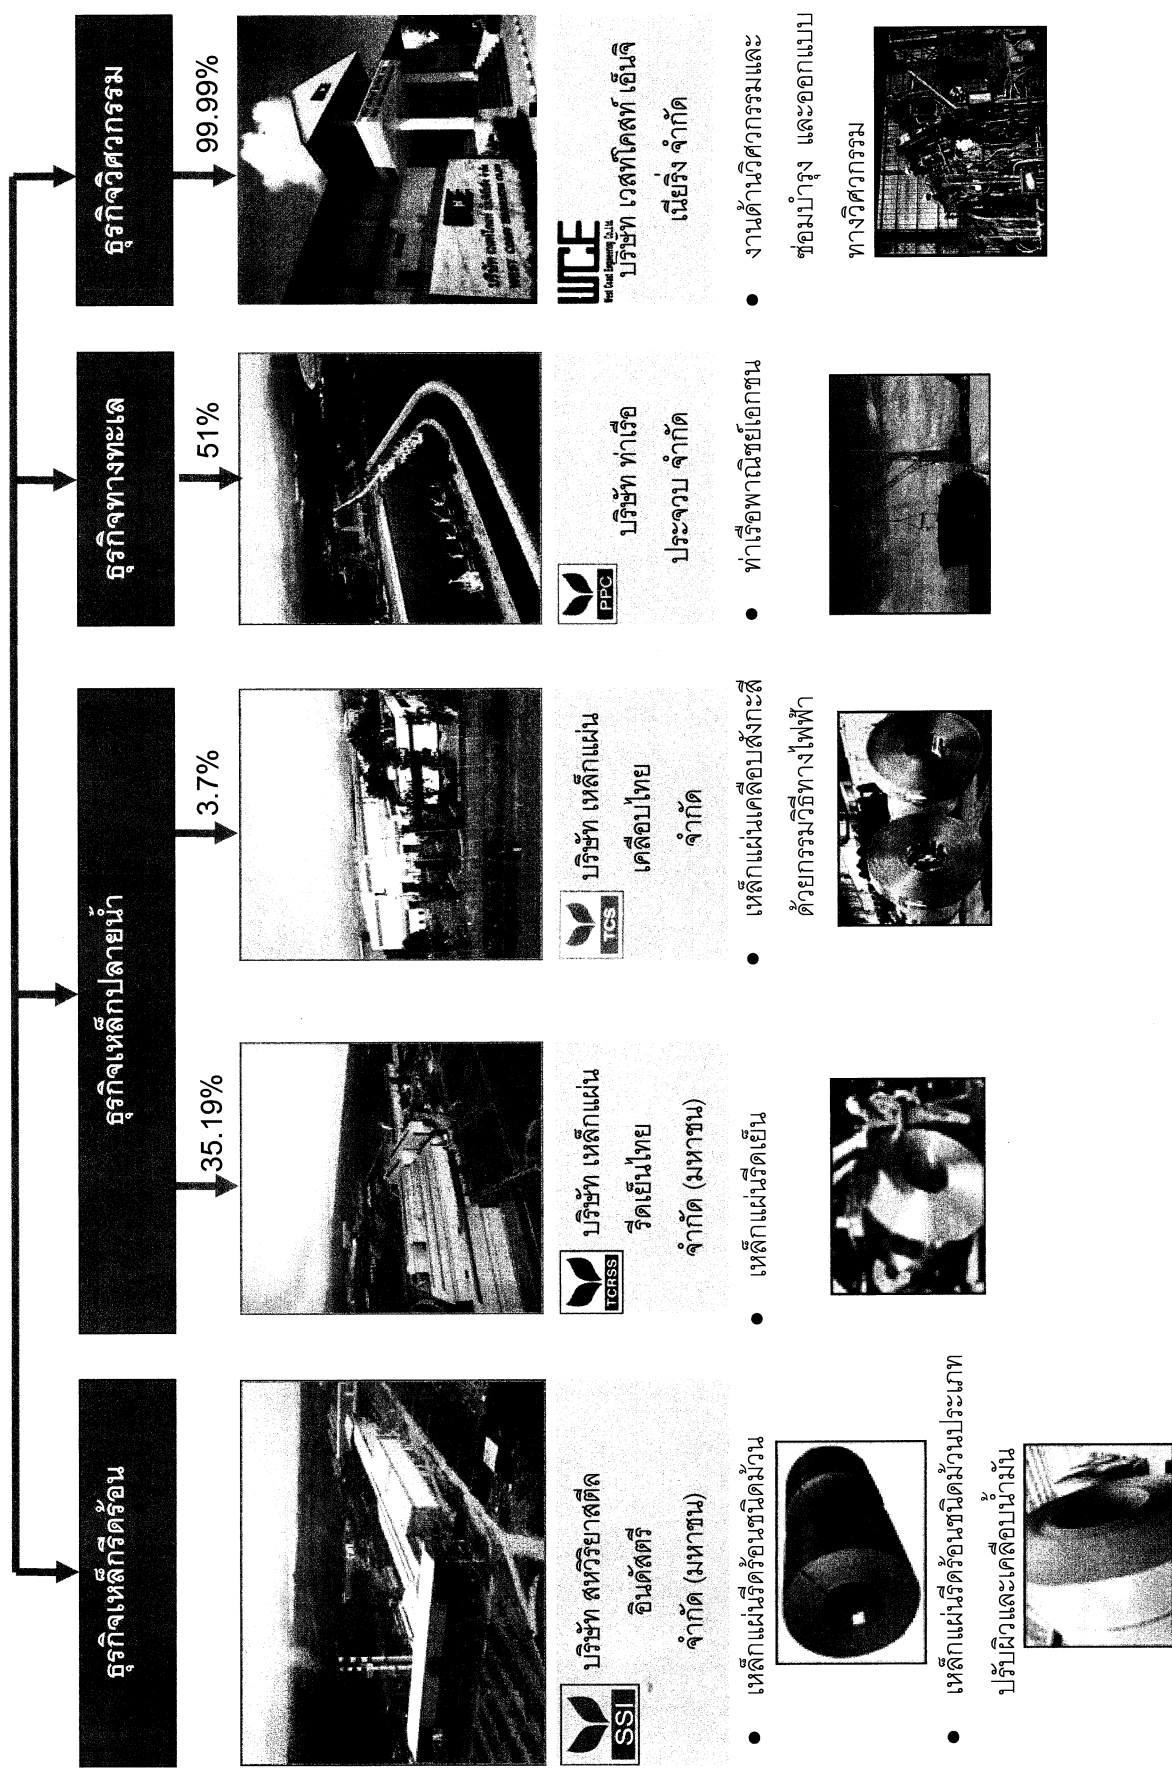 ธุรกิจเหล็กรีดร้อน
ธุรกิจเหล็กปลายน้ำ
ธุรกิจทางทะเล
ธุรกิจวิศวกรรม
35.19%
3.7%
51%
99.99%
SSI
บริษัท สหวิริยาสตีล
อินดัสตรี
จำกัด (มหาชน)
TCRSS
บริษัท เหล็กแผ่น
รีดเย็นไทย
จำกัด (มหาชน)
TCS
บริษัท เหล็กแผ่น
เคลือบไทย
จำกัด
PPC
บริษัท ท่าเรือ
ประจวบ จำกัด
WCE
West Coast Engineering Co.,Ltd.
บริษัท เวสท์โคสท์ เอ็นจิ
เนียริ่ง จำกัด
• เหล็กแผ่นรีดร้อนชนิดม้วน
• เหล็กแผ่นรีดร้อนชนิดม้วนประเภท
ปรับผิวและเคลือบน้ำมัน
• เหล็กแผ่นรีดเย็น
• เหล็กแผ่นเคลือบสังกะสี
ด้วยกรรมวิธีทางไฟฟ้า
• ท่าเรือพาณิชย์เอกชน
• งานด้านวิศวกรรมและ
ซ่อมบำรุง และออกแบบ
ทางวิศวกรรม